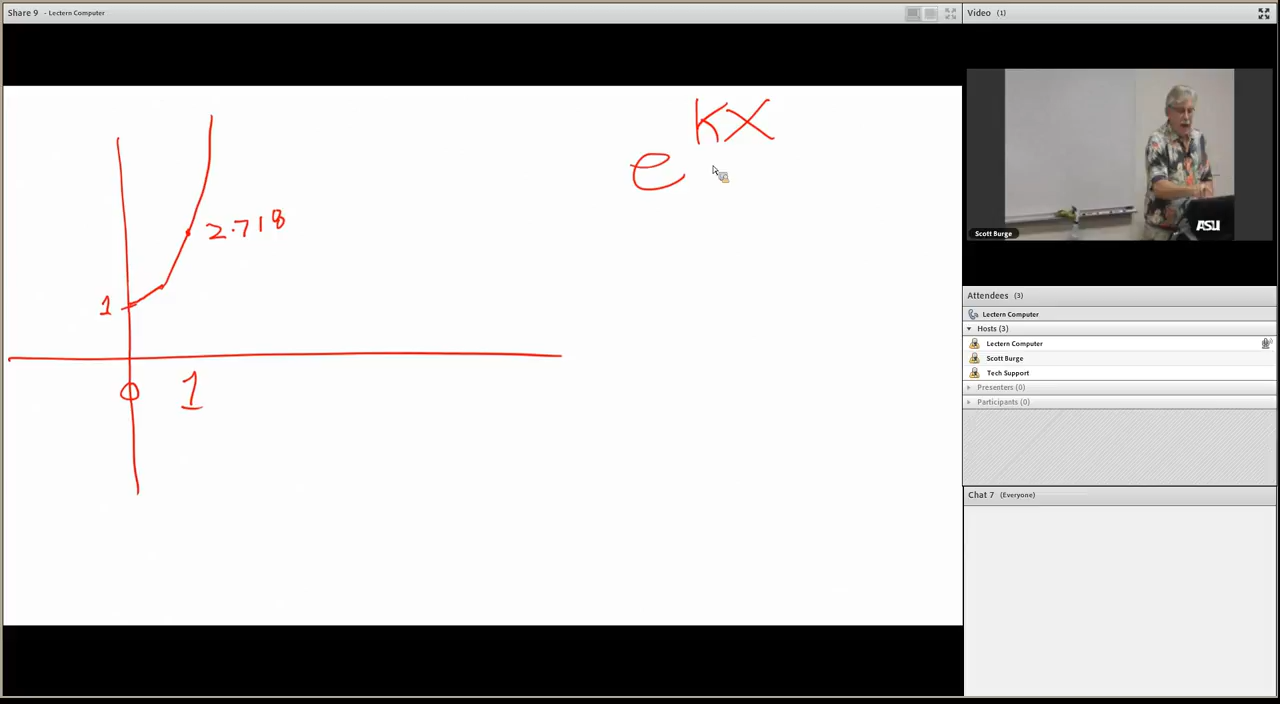 Share 9 - Lectern Computer
Video (1)
e^KX
2.718
1
0 1
ASU
Scott Burge
Attendees (3)
Lectern Computer
Hosts (3)
Lectern Computer
Scott Burge
Tech Support
Presenters (0)
Participants (0)
Chat 7 (Everyone)